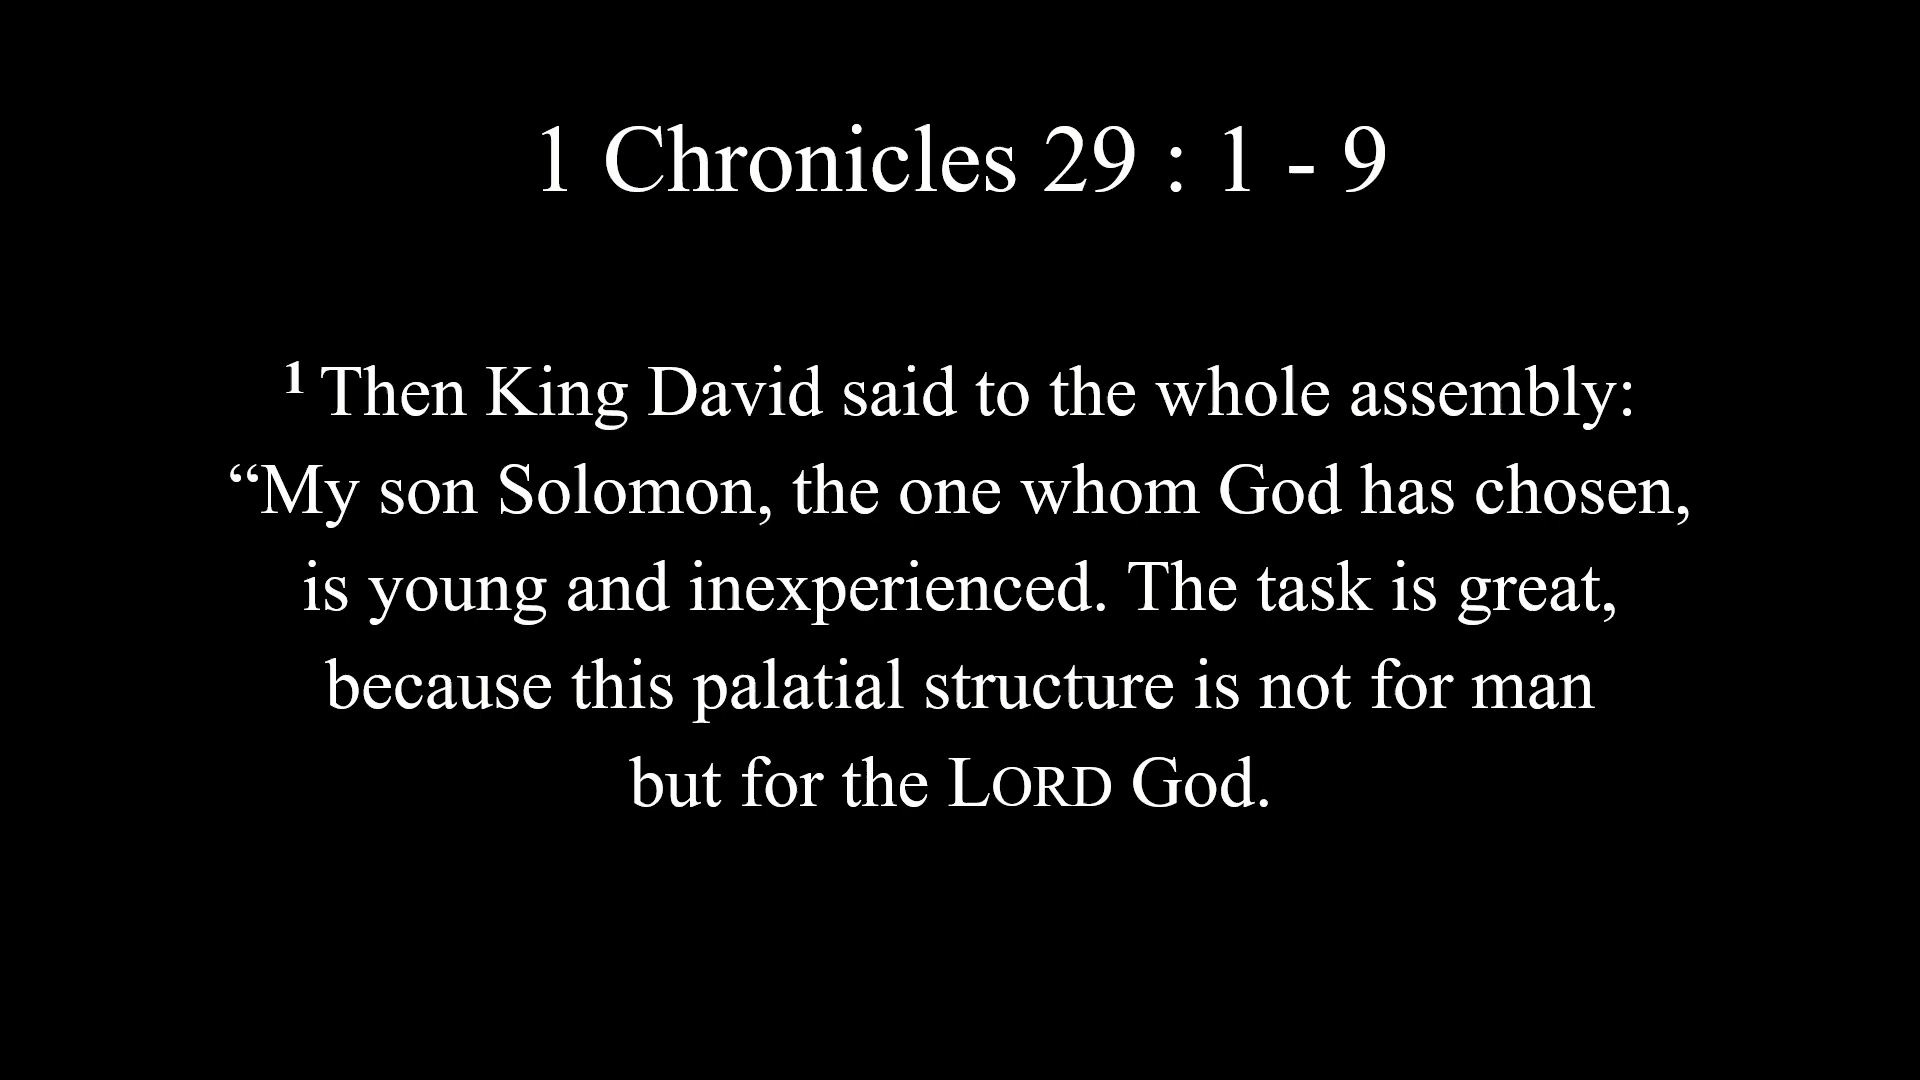 1 Chronicles 29 : 1 - 9
1 Then King David said to the whole assembly:
“My son Solomon, the one whom God has chosen,
is young and inexperienced. The task is great,
because this palatial structure is not for man
but for the LORD God.